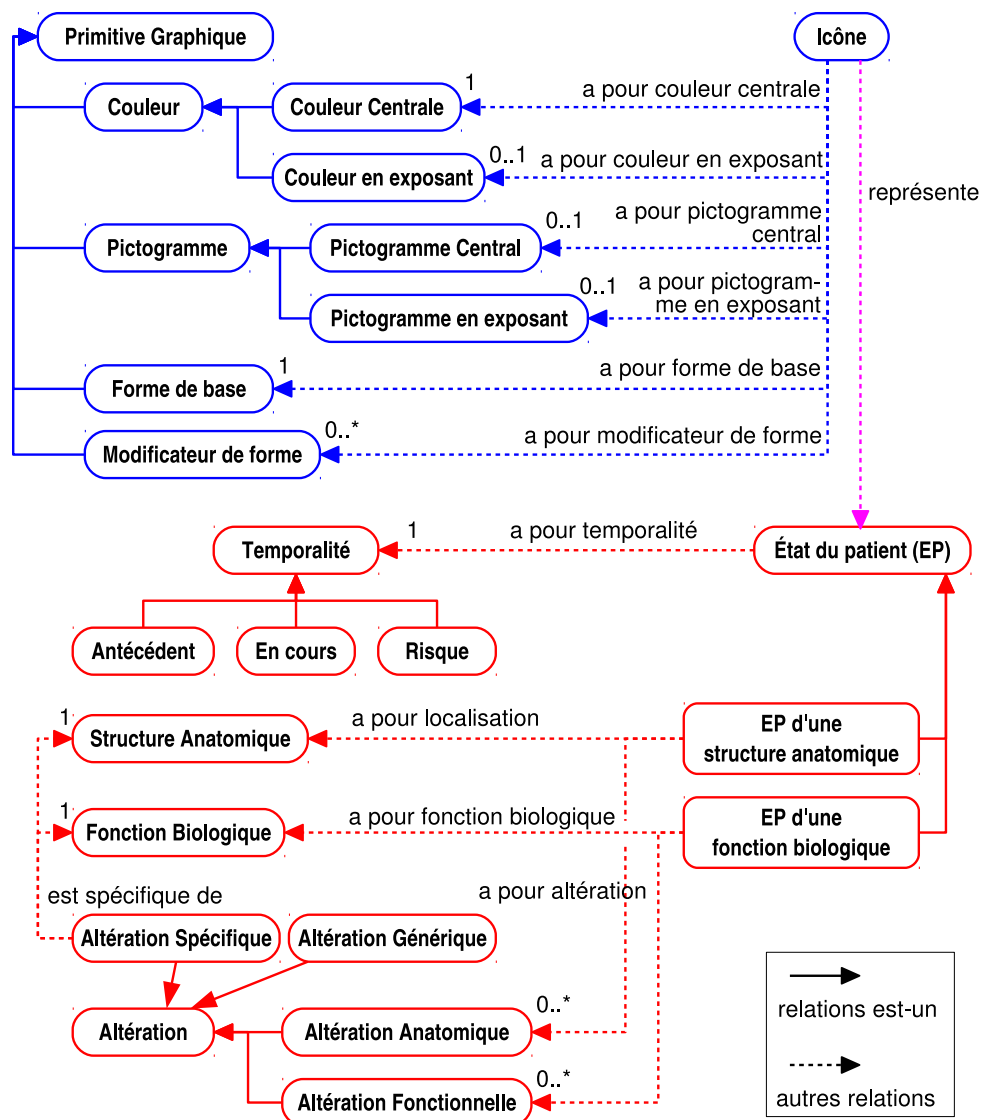 Primitive Graphique
Icône
Couleur
Couleur Centrale
1
a pour couleur centrale
Couleur en exposant
0..1
a pour couleur en exposant
représente
Pictogramme
Pictogramme Central
0..1
a pour pictogramme
central
Pictogramme en exposant
0..1
a pour pictogram-
me en exposant
Forme de base
1
a pour forme de base
Modificateur de forme
0..*
a pour modificateur de forme
Temporalité
1
a pour temporalité
État du patient (EP)
Antécédent
En cours
Risque
1
Structure Anatomique
a pour localisation
EP d'une
structure anatomique
1
Fonction Biologique
a pour fonction biologique
EP d'une
fonction biologique
est spécifique de
a pour altération
Altération Spécifique
Altération Générique
Altération
Altération Anatomique
0..*
Altération Fonctionnelle
0..*
relations est-un
autres relations